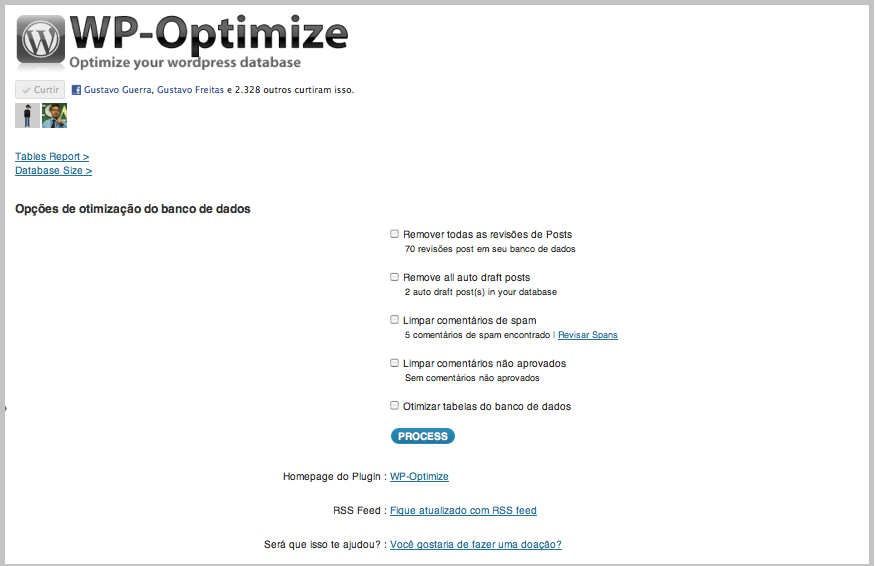 WP-Optimize
Optimize your wordpress database
Curtir
Gustavo Guerra, Gustavo Freitas e 2.328 outros curtiram isso.
Tables Report >
Database Size >
Opções de otimização do banco de dados
Remover todas as revisões de Posts
70 revisões post em seu banco de dados
Remove all auto draft posts
2 auto draft post(s) in your database
Limpar comentários de spam
5 comentários de spam encontrado | Revisar Spans
Limpar comentários não aprovados
Sem comentários não aprovados
Otimizar tabelas do banco de dados
PROCESS
Homepage do Plugin : WP-Optimize
RSS Feed : Fique atualizado com RSS feed
Será que isso te ajudou? : Você gostaria de fazer uma doação?